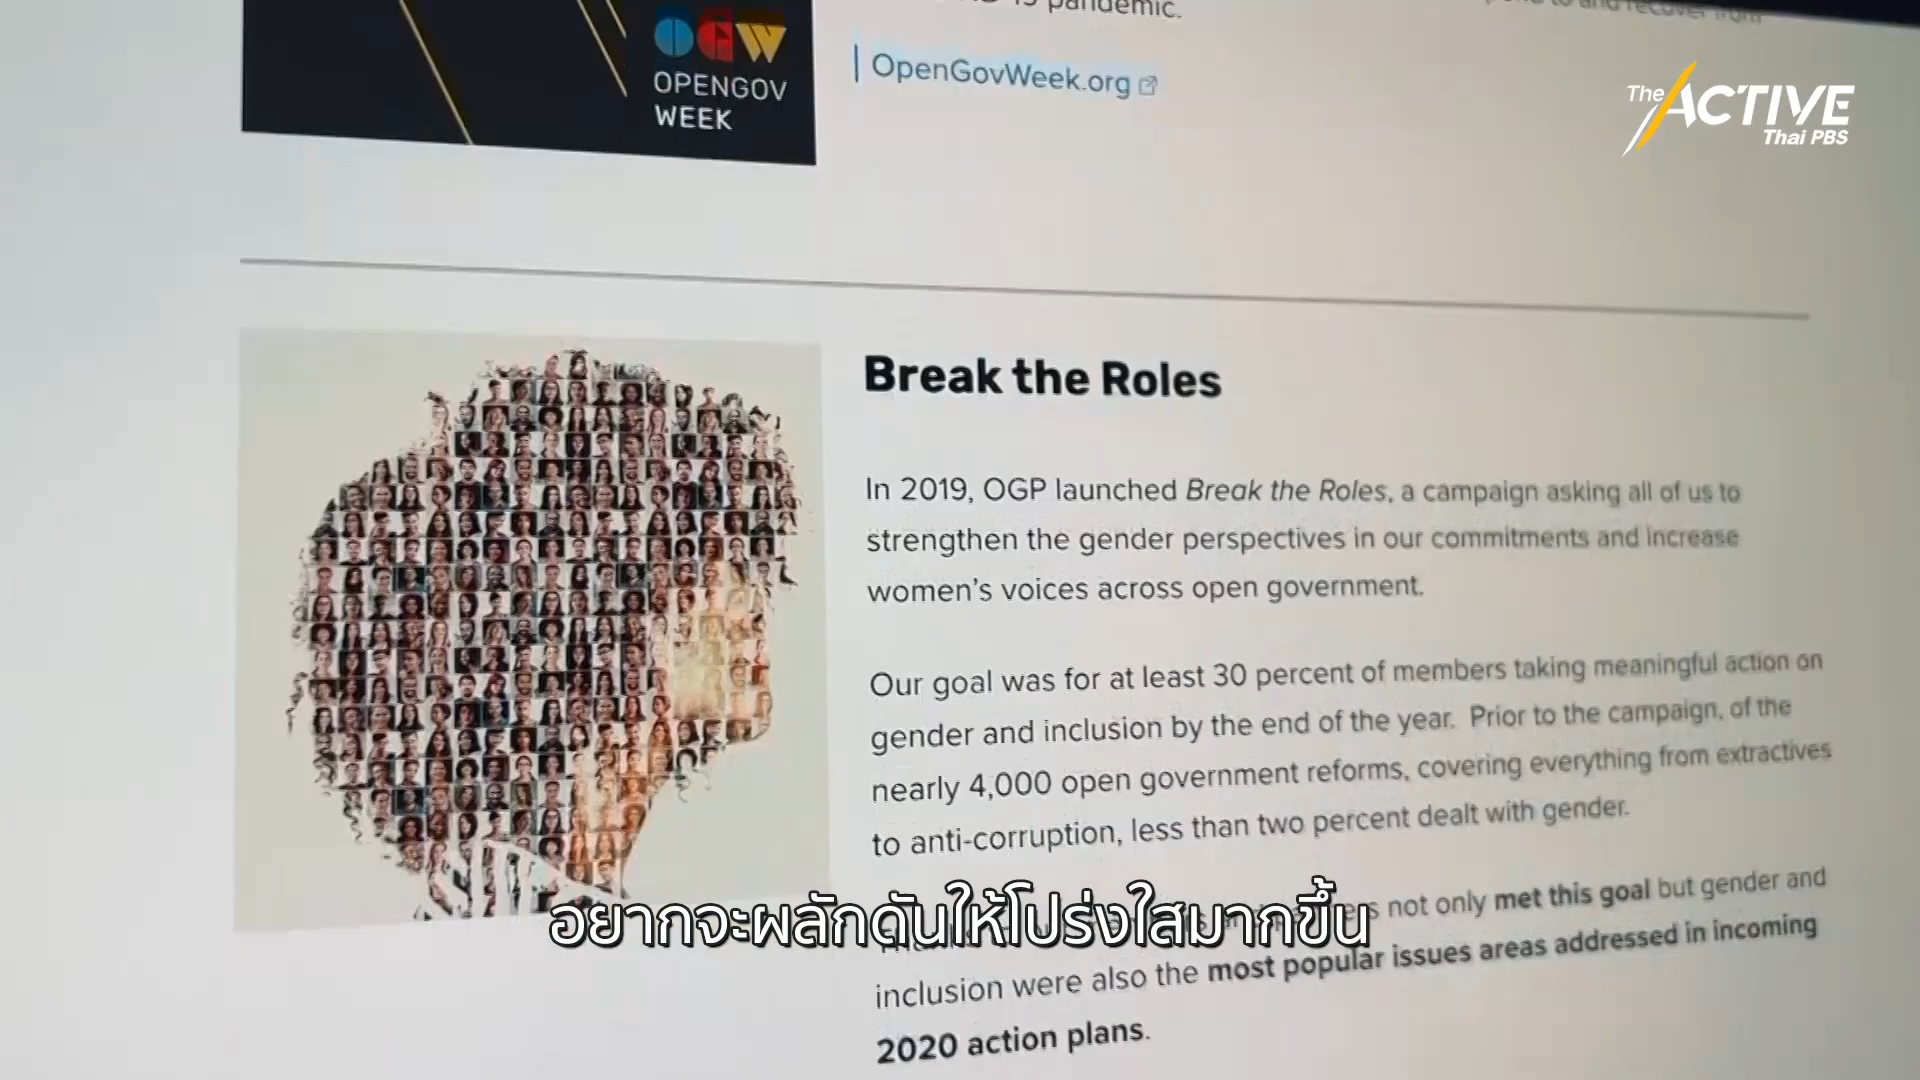 pandemic.
to and recover from
OGW
OPENGOV
WEEK
OpenGovWeek.org
The ACTIVE
Thai PBS
Break the Roles
In 2019, OGP launched Break the Roles, a campaign asking all of us to
strengthen the gender perspectives in our commitments and increase
women's voices across open government.
Our goal was for at least 30 percent of members taking meaningful action on
gender and inclusion by the end of the year. Prior to the campaign, of the
nearly 4,000 open government reforms, covering everything from extractives
to anti-corruption, less than two percent dealt with gender.
not only met this goal but gender and
อยากจะผลักดันให้โปร่งใสมากขึ้น
inclusion were also the most popular issues areas addressed in incoming
2020 action plans.